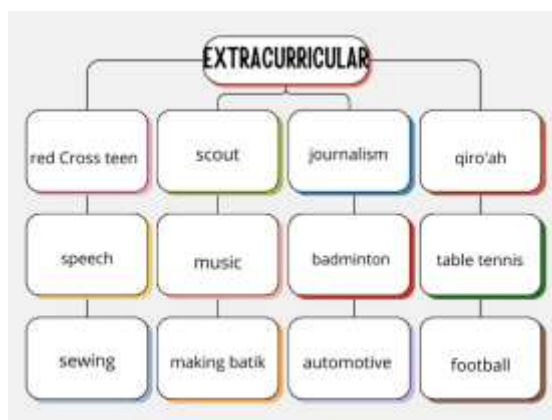 EXTRACURRICULAR
red Cross teen
scout
journalism
qiro'ah
speech
music
badminton
table tennis
sewing
making batik
automotive
football